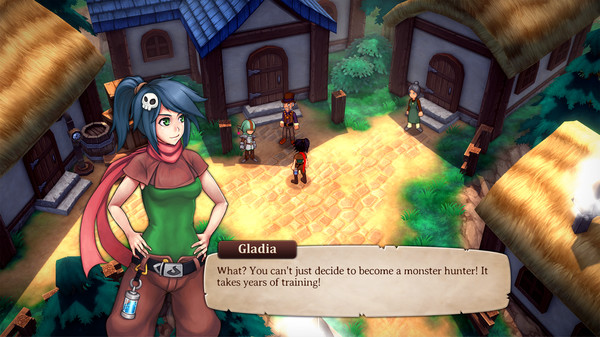 Gladia
What? You can't just decide to become a monster hunter! It
takes years of training!